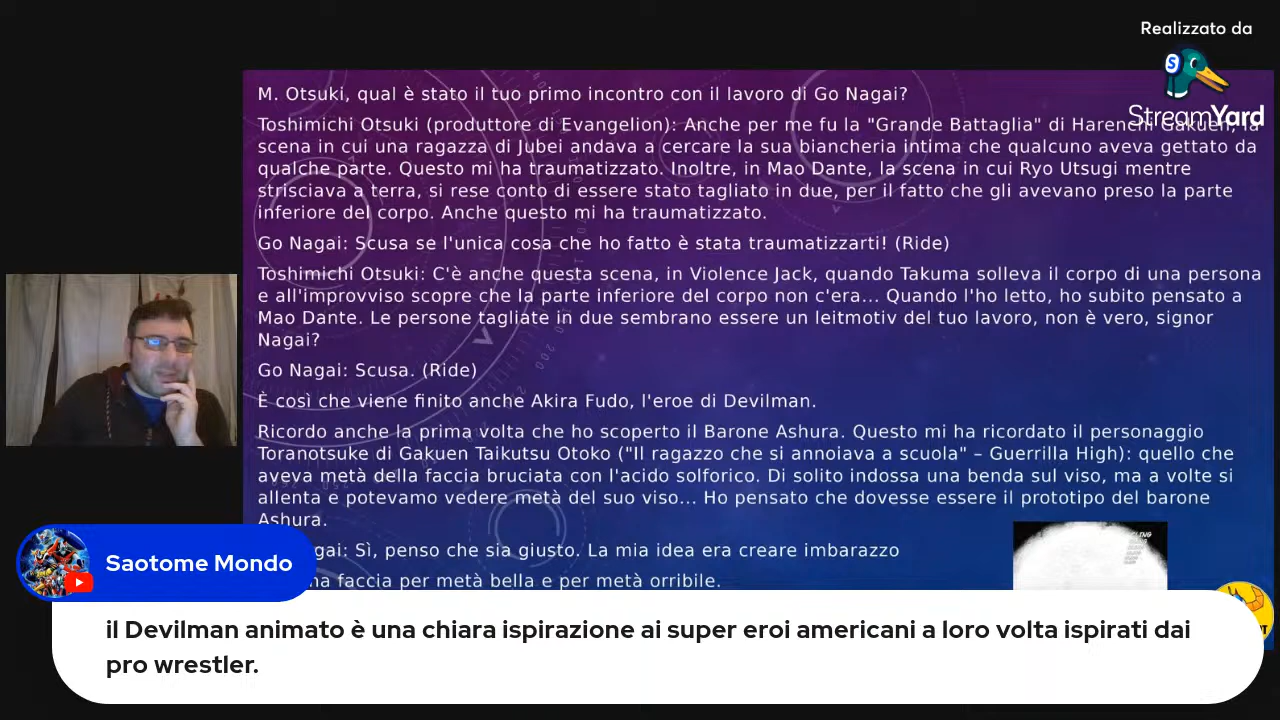 Realizzato da
StreamYard
M. Otsuki, qual è stato il tuo primo incontro con il lavoro di Go Nagai?
Toshimichi Otsuki (produttore di Evangelion): Anche per me fu la "Grande Battaglia" di Harenchi Gakuen, la
scena in cui una ragazza di Jubei andava a cercare la sua biancheria intima che qualcuno aveva gettato da
qualche parte. Questo mi ha traumatizzato. Inoltre, in Mao Dante, la scena in cui Ryo Utsugi mentre
strisciava a terra, si rese conto di essere stato tagliato in due, per il fatto che gli avevano preso la parte
inferiore del corpo. Anche questo mi ha traumatizzato.
Go Nagai: Scusa se l'unica cosa che ho fatto è stata traumatizzarti! (Ride)
Toshimichi Otsuki: C'è anche questa scena, in Violence Jack, quando Takuma solleva il corpo di una persona
e all'improvviso scopre che la parte inferiore del corpo non c'era... Quando l'ho letto, ho subito pensato a
Mao Dante. Le persone tagliate in due sembrano essere un leitmotiv del tuo lavoro, non è vero, signor
Nagai?
Go Nagai: Scusa. (Ride)
È così che viene finito anche Akira Fudo, l'eroe di Devilman.
Ricordo anche la prima volta che ho scoperto il Barone Ashura. Questo mi ha ricordato il personaggio
Toranotsuke di Gakuen Taikutsu Otoko ("Il ragazzo che si annoiava a scuola" – Guerrilla High): quello che
aveva metà della faccia bruciata con l'acido solforico. Di solito indossa una benda sul viso, ma a volte si
allenta e potevamo vedere metà del suo viso... Ho pensato che dovesse essere il prototipo del barone
Ashura.
gai: Sì, penso che sia giusto. La mia idea era creare imbarazzo
na faccia per metà bella e per metà orribile.
Saotome Mondo
il Devilman animato è una chiara ispirazione ai super eroi americani a loro volta ispirati dai
pro wrestler.